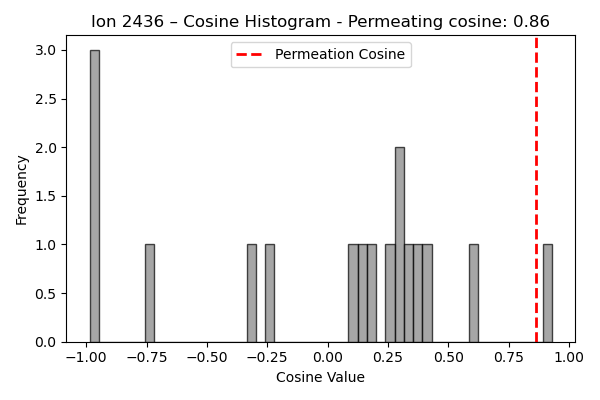 Ion 2436 – Cosine Histogram - Permeating cosine: 0.86
Permeation Cosine
Frequency
3.0
2.5
2.0
1.5
1.0
0.5
0.0
−1.00 −0.75 −0.50 −0.25 0.00 0.25 0.50 0.75 1.00
Cosine Value